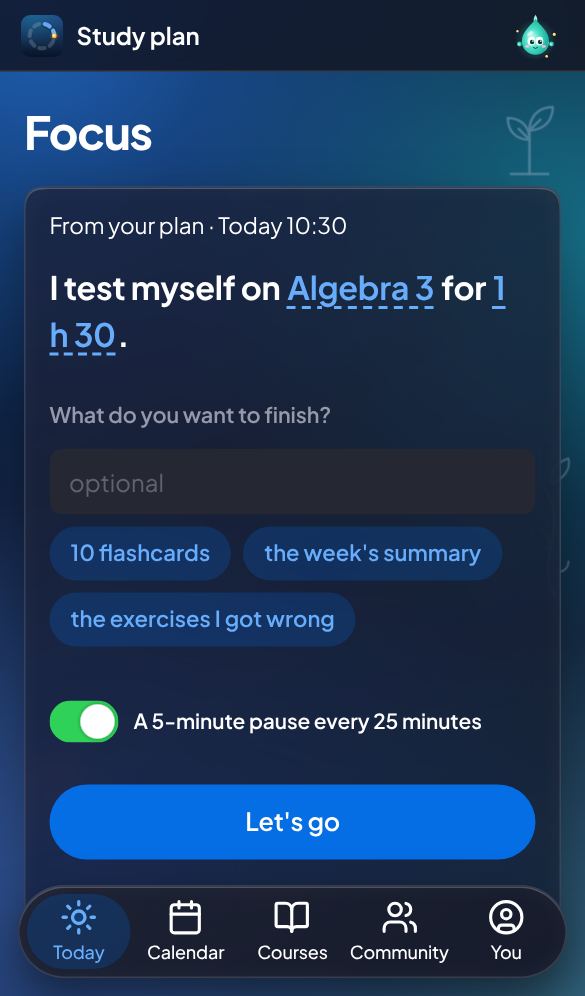 Study plan
Focus
From your plan · Today 10:30
I test myself on Algebra 3 for 1
h 30.
What do you want to finish?
optional
10 flashcards
the week's summary
the exercises I got wrong
A 5-minute pause every 25 minutes
Let's go
Today
Calendar
Courses
Community
You